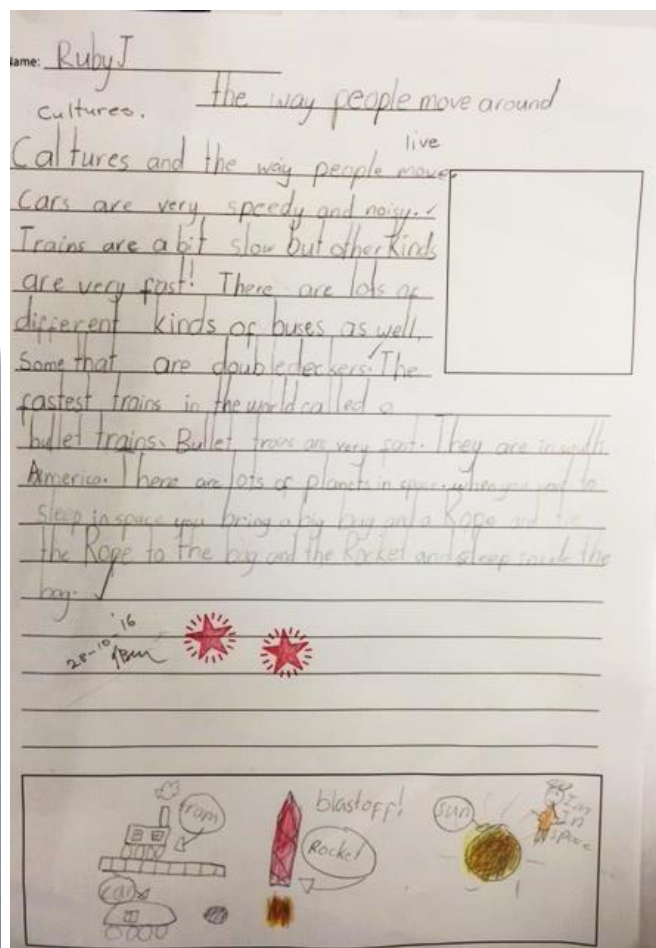 Name: Ruby J
the way people move around
Cultures.
live
Caltures and the way people move.
Cars are very speedy and noisy.
Trains are a bit slow but other kinds
are very fast! There are lots of
different kinds of buses as well,
Some that are doubledeckers. The
fastest trains in the world called a
bullet trains. Bullet trains are very fast. They are in south
America. There are lots of planets in space. when you to
sleep in space you bring a big bag and a Rope and tie
the Rope to the bag and the Rocket and sleep inside the
bag.
28-10-'16
tram
blastoff!
Rocket
sun
I'm
in
space
car